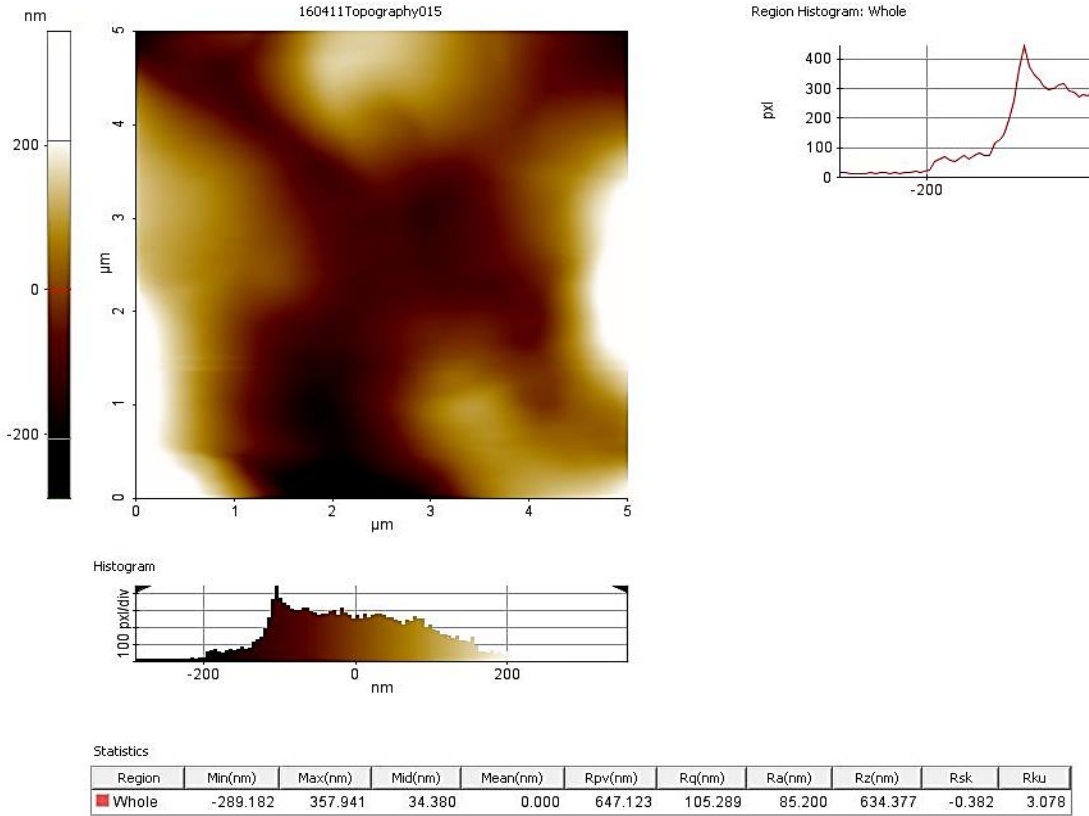 nm
200
0
-200
160411Topography015
5
4
3
2
1
0
μm
0 1 2 3 4 5
μm
Region Histogram: Whole
400
300
200
100
0
pxl
-200
Histogram
100 pxl/div
-200 0 200
nm
Statistics
Region Min(nm) Max(nm) Mid(nm) Mean(nm) Rpv(nm) Rq(nm) Ra(nm) Rz(nm) Rsk Rku
Whole -289.182 357.941 34.380 0.000 647.123 105.289 85.200 634.377 -0.382 3.078